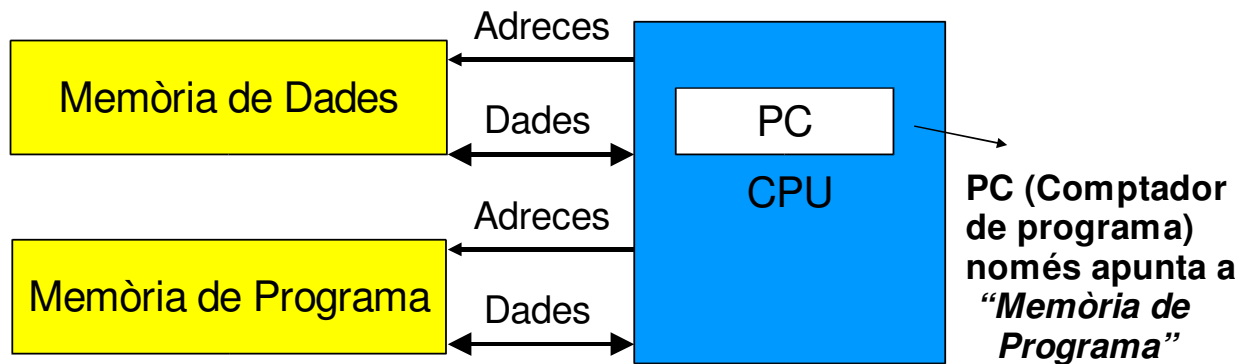 Adreces
Memòria de Dades
Dades
PC
CPU
Adreces
Memòria de Programa
Dades
PC (Comptador
de programa)
només apunta a
“Memòria de
Programa”